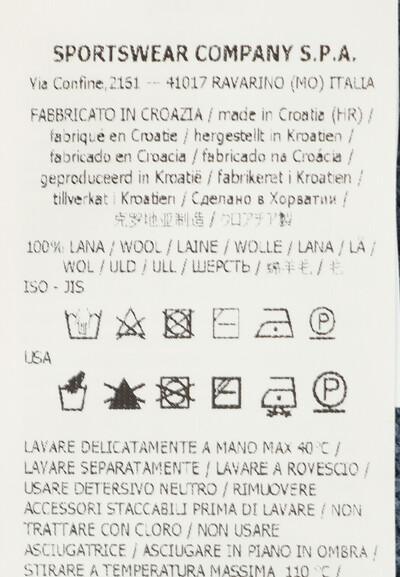 SPORTSWEAR COMPANY S.P.A.
Via Confine,2161 -- 41017 RAVARINO (MO) ITALIA
FABBRICATO IN CROAZIA / made in Croatia (HR) /
fabriqué en Croatie / hergestellt in Kroatien /
fabricado en Croacia / fabricado na Croácia /
geproduceerd in Kroatië / fabrikeret i Kroatien /
tillverkat i Kroatien / Сделано в Хорватии /
克罗地亚制造 / クロアチア製
100% LANA / WOOL / LAINE / WOLLE / LANA / LÃ /
WOL / ULD / ULL / ШЕРСТЬ / 绵羊毛 / 毛
ISO - JIS
P
USA
P
LAVARE DELICATAMENTE A MANO MAX 40 °C /
LAVARE SEPARATAMENTE / LAVARE A ROVESCIO /
USARE DETERSIVO NEUTRO / RIMUOVERE
ACCESSORI STACCABILI PRIMA DI LAVARE / NON
TRATTARE CON CLORO / NON USARE
ASCIUGATRICE / ASCIUGARE IN PIANO IN OMBRA /
STIRARE A TEMPERATURA MASSIMA 110 °C /